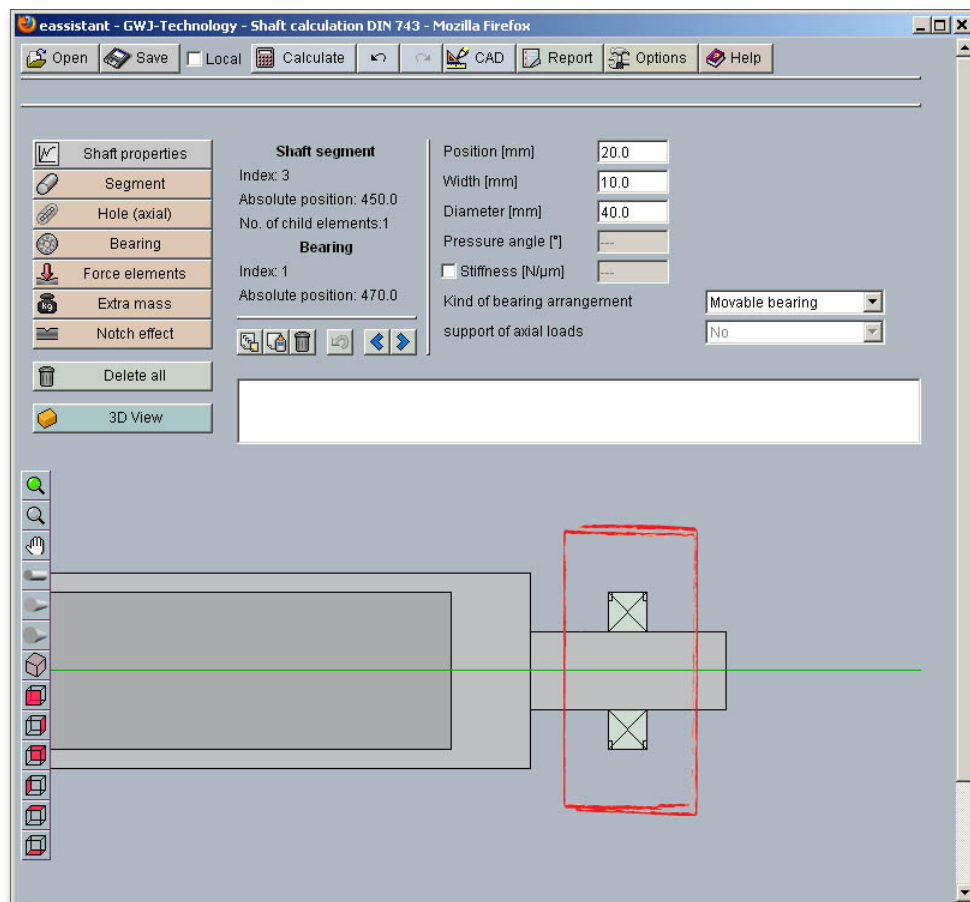 eassistant - GWJ-Technology - Shaft calculation DIN 743 - Mozilla Firefox
Open Save Local Calculate CAD Report Options Help
Shaft properties
Segment
Hole (axial)
Bearing
Force elements
kg
Extra mass
Notch effect
Delete all
3D View
Shaft segment
Index: 3
Absolute position: 450.0
No. of child elements:1
Bearing
Index: 1
Absolute position: 470.0
Position [mm] 20.0
Width [mm] 10.0
Diameter [mm] 40.0
Pressure angle [°] ---
Stiffness [N/µm] ---
Kind of bearing arrangement Movable bearing
support of axial loads No